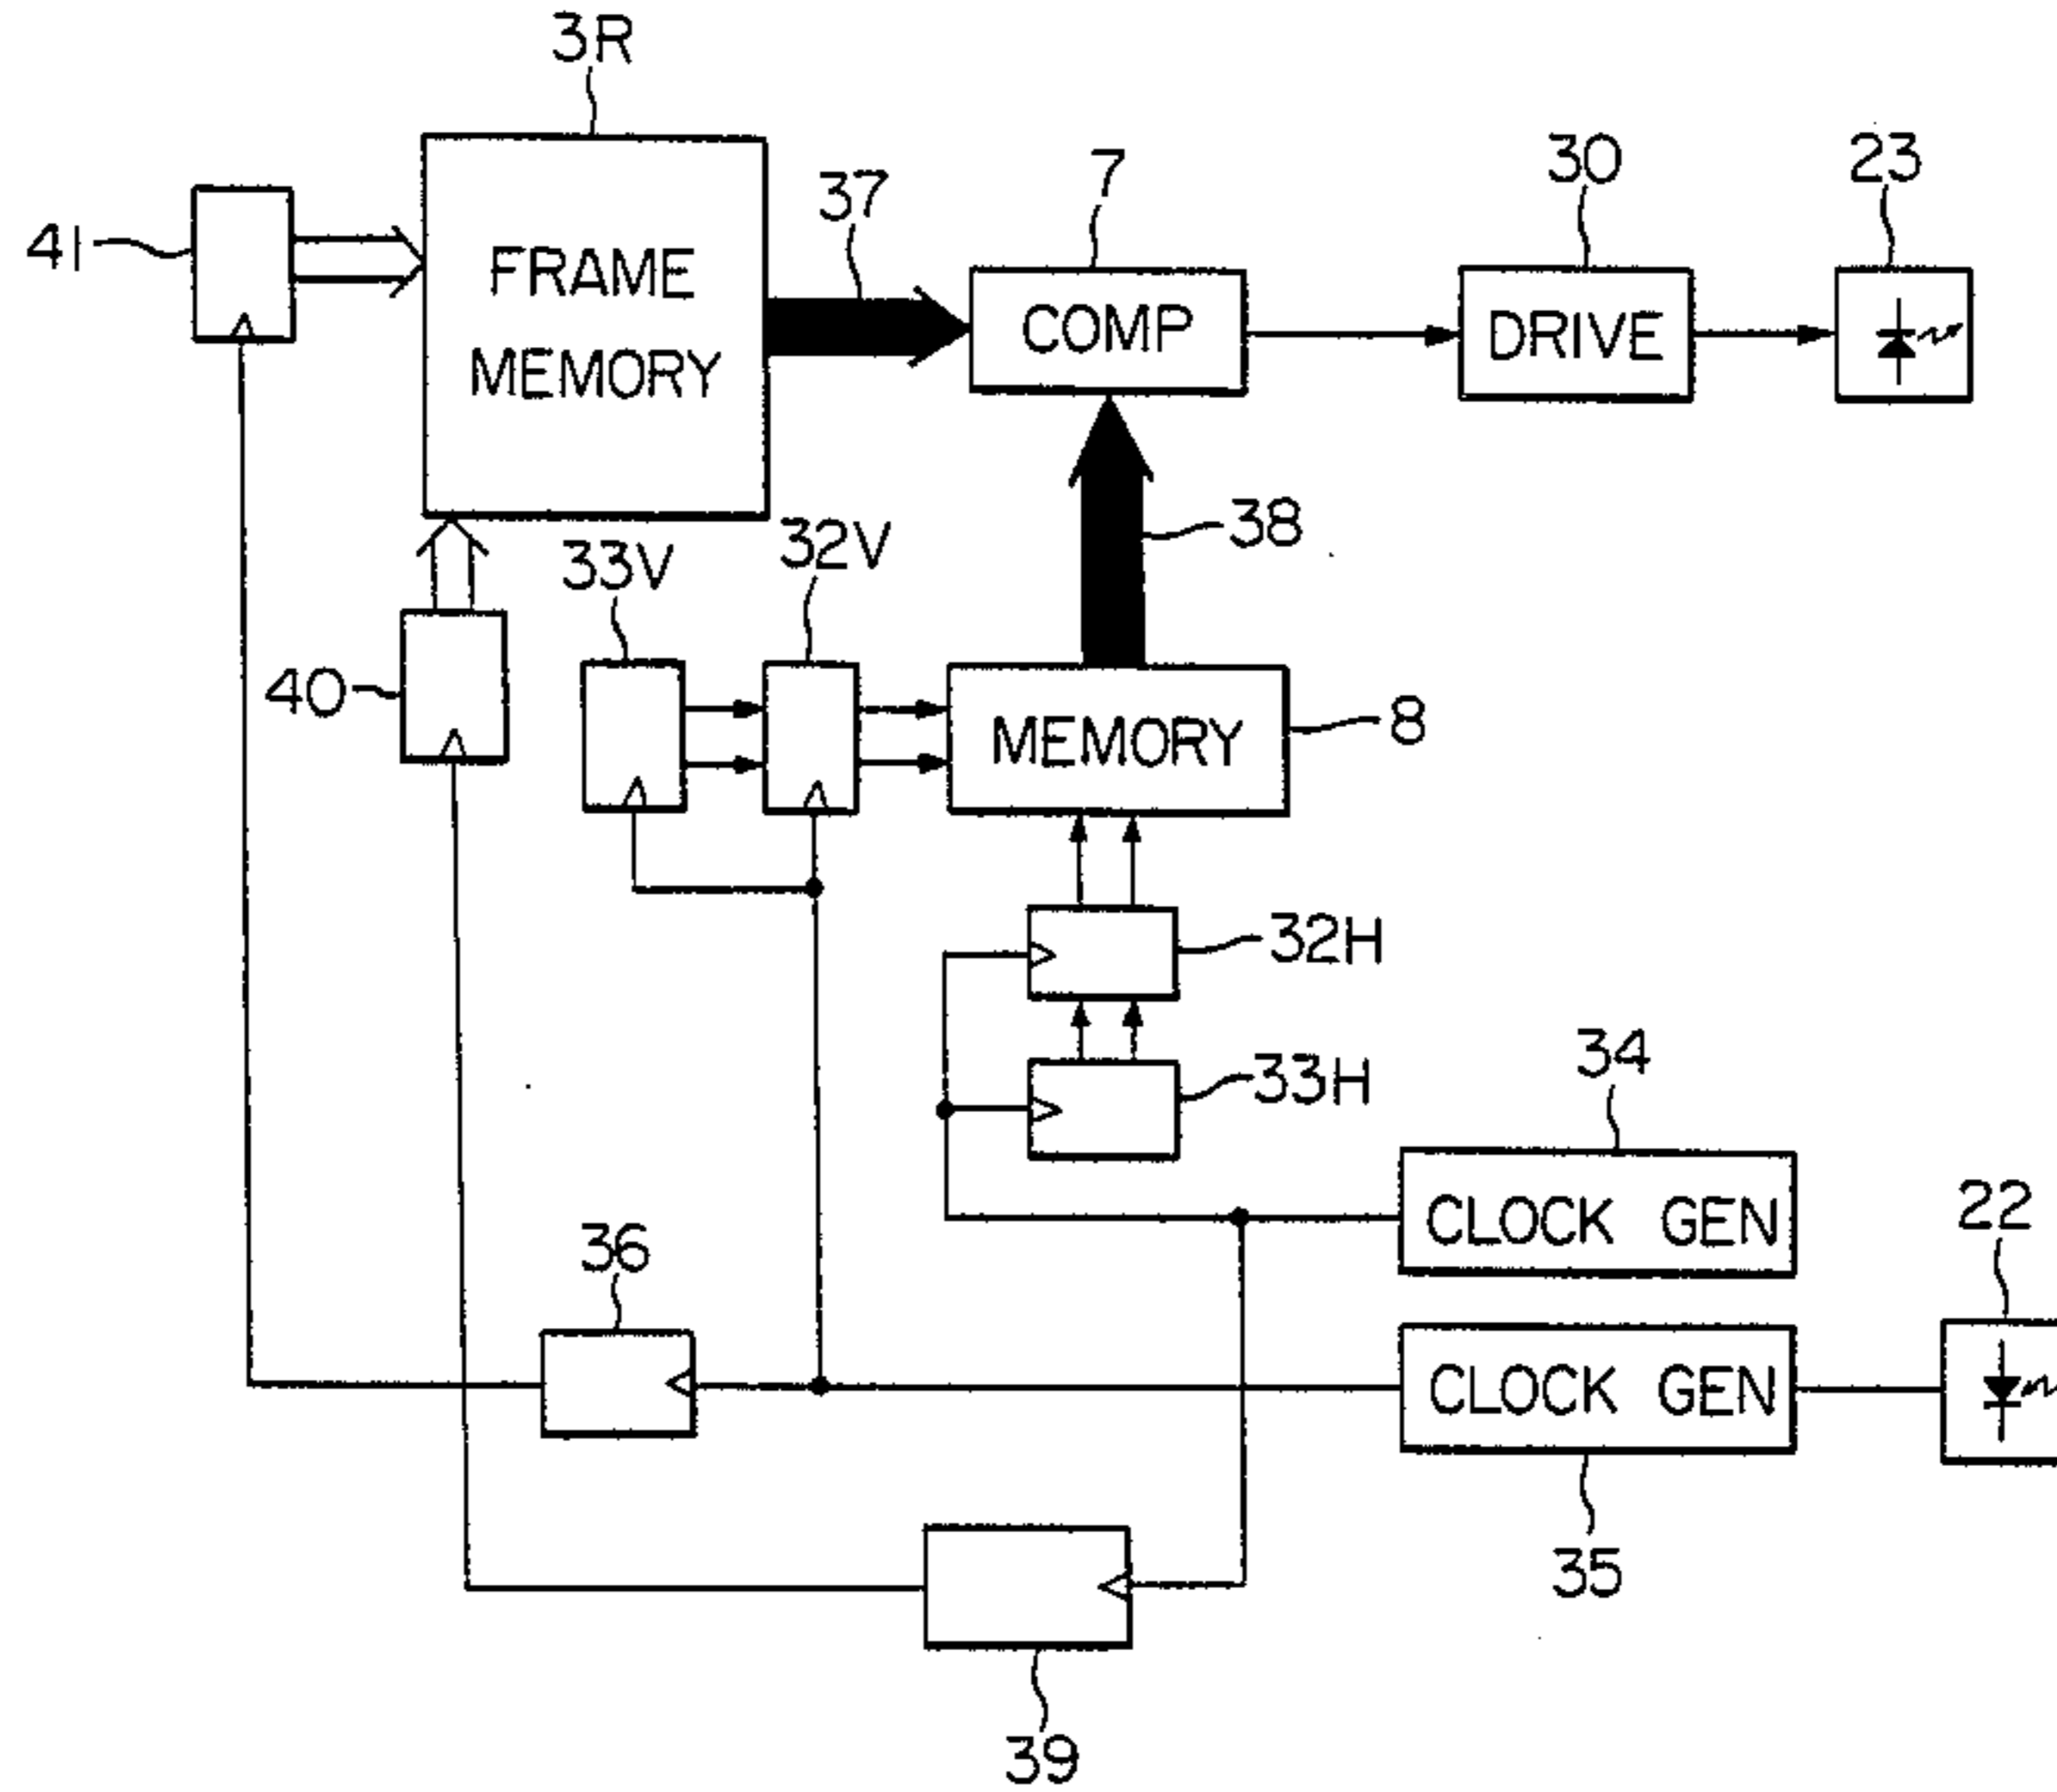 3R
37
7
30
23
41
FRAME
MEMORY
COMP
DRIVE
38
33V
32V
40
MEMORY
8
32H
33H
34
CLOCK GEN
22
36
CLOCK GEN
35
39